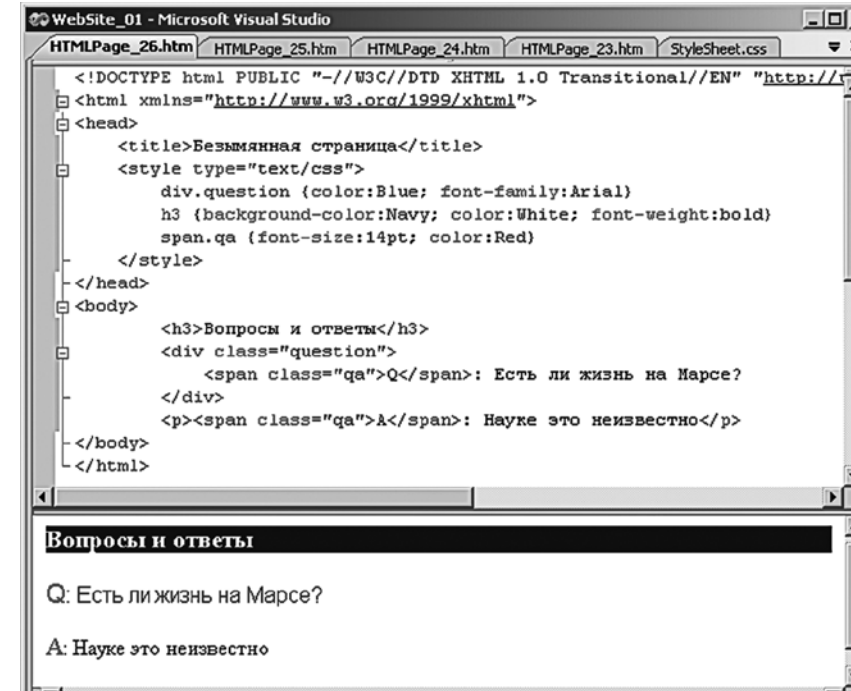 WebSite_01 - Microsoft Visual Studio
HTMLPage_26.htm HTMLPage_25.htm HTMLPage_24.htm HTMLPage_23.htm StyleSheet.css
<!DOCTYPE html PUBLIC "-//W3C//DTD XHTML 1.0 Transitional//EN" "http://
<html xmlns="http://www.w3.org/1999/xhtml">
<head>
<title>Безымянная страница</title>
<style type="text/css">
div.question {color:Blue; font-family:Arial}
h3 {background-color:Navy; color:White; font-weight:bold}
span.qa {font-size:14pt; color:Red}
</style>
</head>
<body>
<h3>Вопросы и ответы</h3>
<div class="question">
<span class="qa">Q</span>: Есть ли жизнь на Марсе?
</div>
<p><span class="qa">A</span>: Науке это неизвестно</p>
</body>
</html>
Вопросы и ответы
Q: Есть ли жизнь на Марсе?
A: Науке это неизвестно